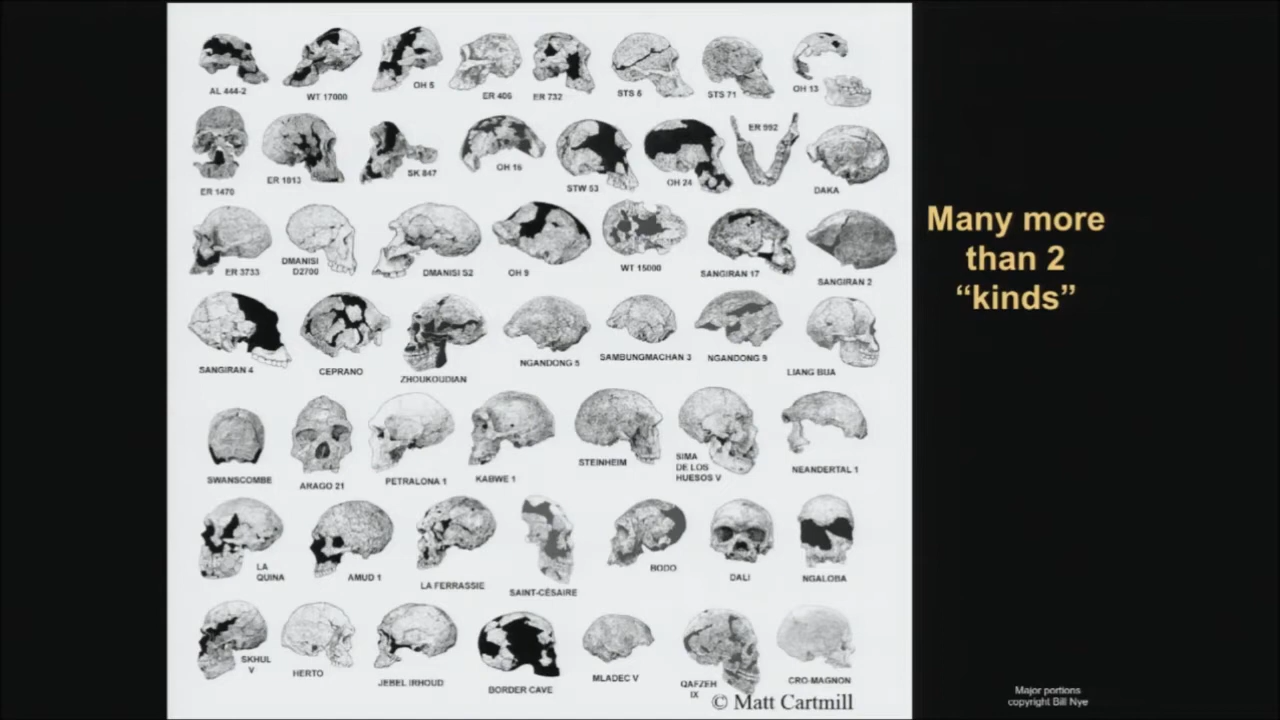 AL 444-2
WT 17000
OH 5
ER 406
ER 732
STS 5
STS 71
OH 13
ER 1470
ER 1813
SK 847
OH 16
STW 53
OH 24
ER 992
DAKA
ER 3733
DMANISI
D2700
DMANISI S2
OH 9
WT 15000
SANGIRAN 17
SANGIRAN 2
SANGIRAN 4
CEPRANO
ZHOUKOUDIAN
NGANDONG 5
SAMBUNGMACHAN 3
NGANDONG 9
LIANG BUA
SWANSCOMBE
ARAGO 21
PETRALONA 1
KABWE 1
STEINHEIM
SIMA
DE LOS
HUESOS V
NEANDERTAL 1
LA
QUINA
AMUD 1
LA FERRASSIE
SAINT-CÉSAIRE
BODO
DALI
NGALOBA
SKHUL
V
HERTO
JEBEL IRHOUD
BORDER CAVE
MLADEC V
QAFZEH
IX
CRO-MAGNON
© Matt Cartmill
Many more
than 2
“kinds”
Major portions
copyright Bill Nye